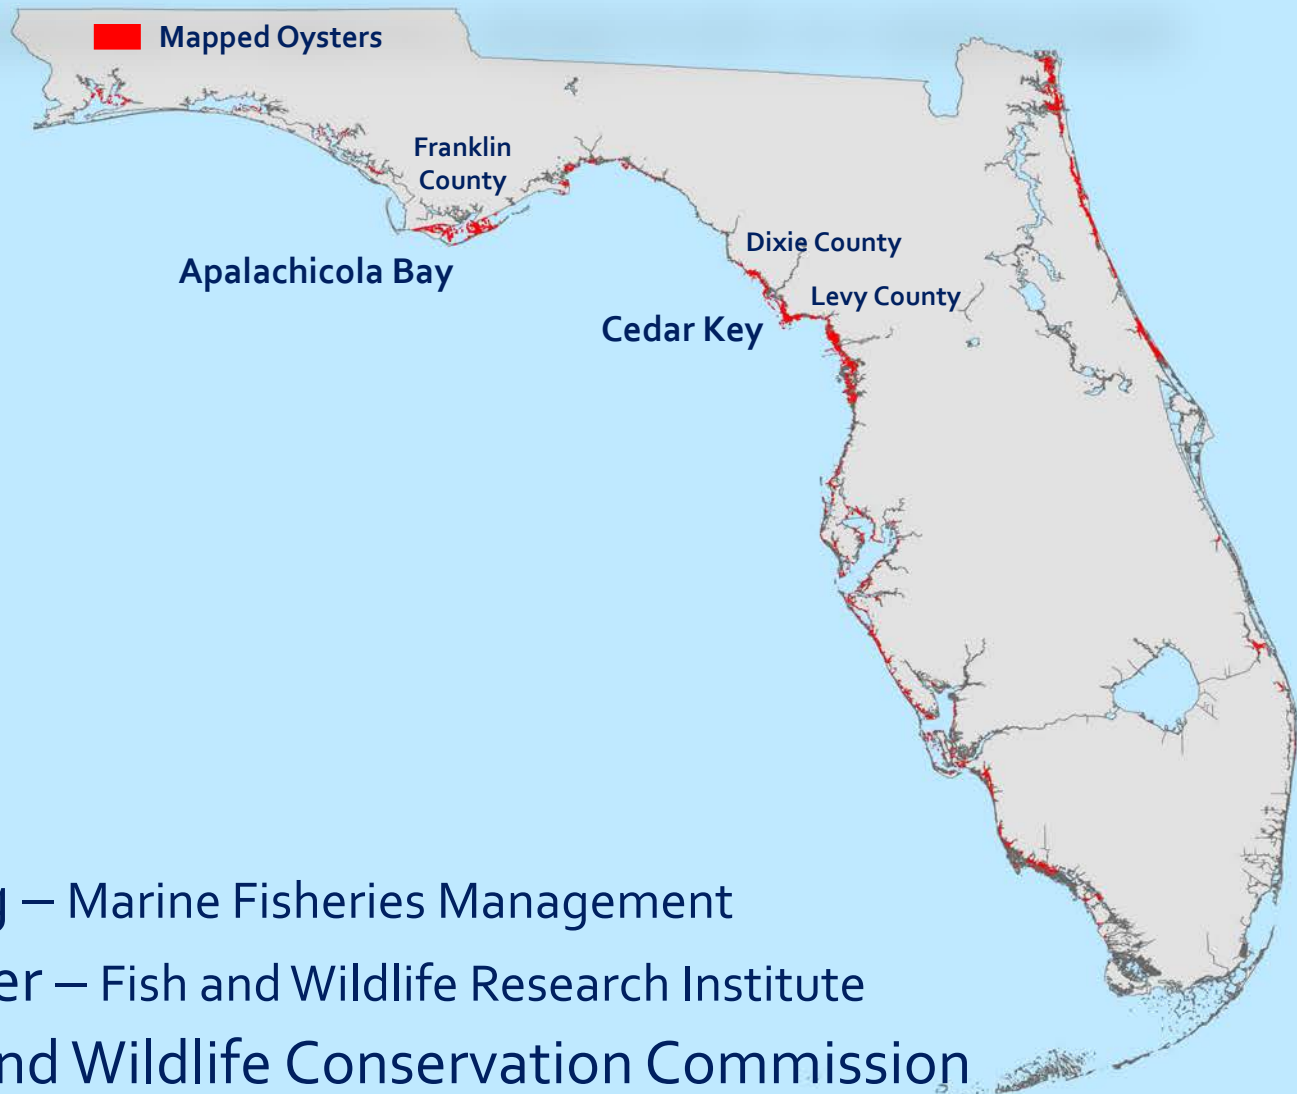 Mapped Oysters
Franklin
County
Apalachicola Bay
Dixie County
Levy County
Cedar Key
– Marine Fisheries Management
er – Fish and Wildlife Research Institute
nd Wildlife Conservation Commission